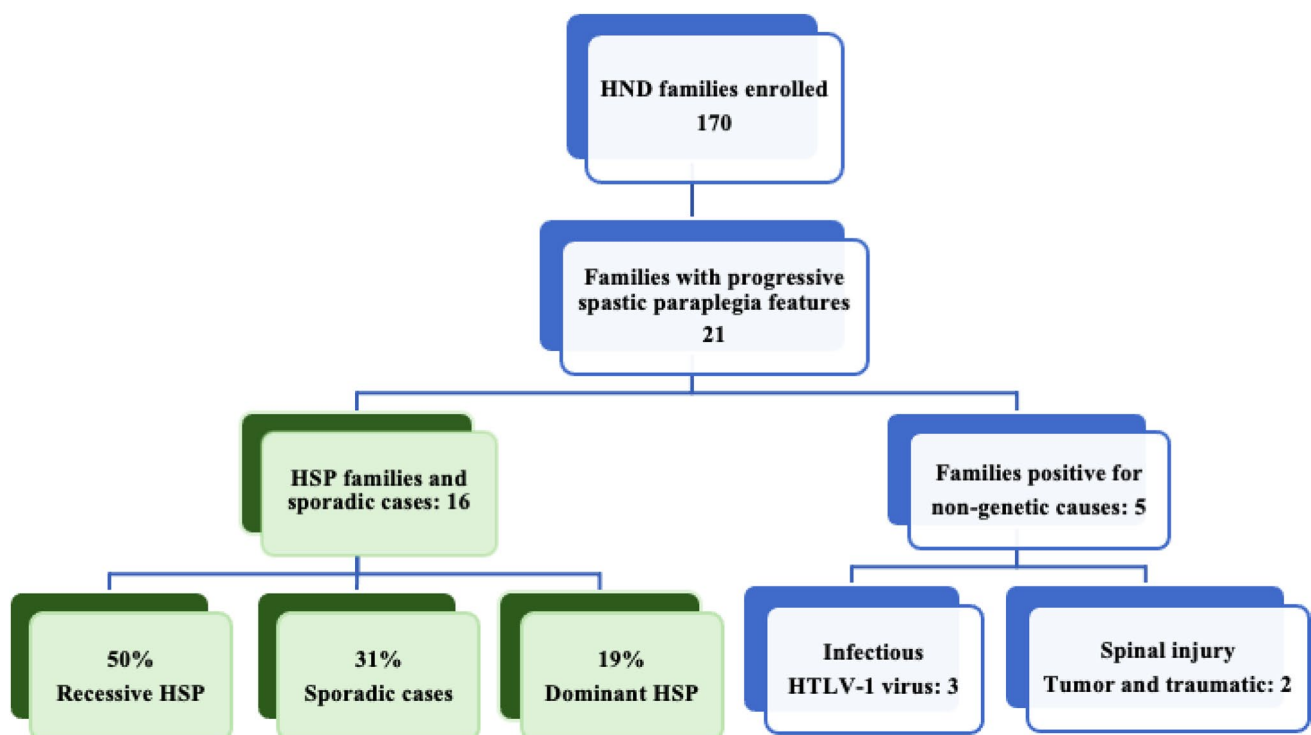 HND families enrolled
170
Families with progressive
spastic paraplegia features
21
HSP families and
sporadic cases: 16
Families positive for
non-genetic causes: 5
50%
Recessive HSP
31%
Sporadic cases
19%
Dominant HSP
Infectious
HTLV-1 virus: 3
Spinal injury
Tumor and traumatic: 2